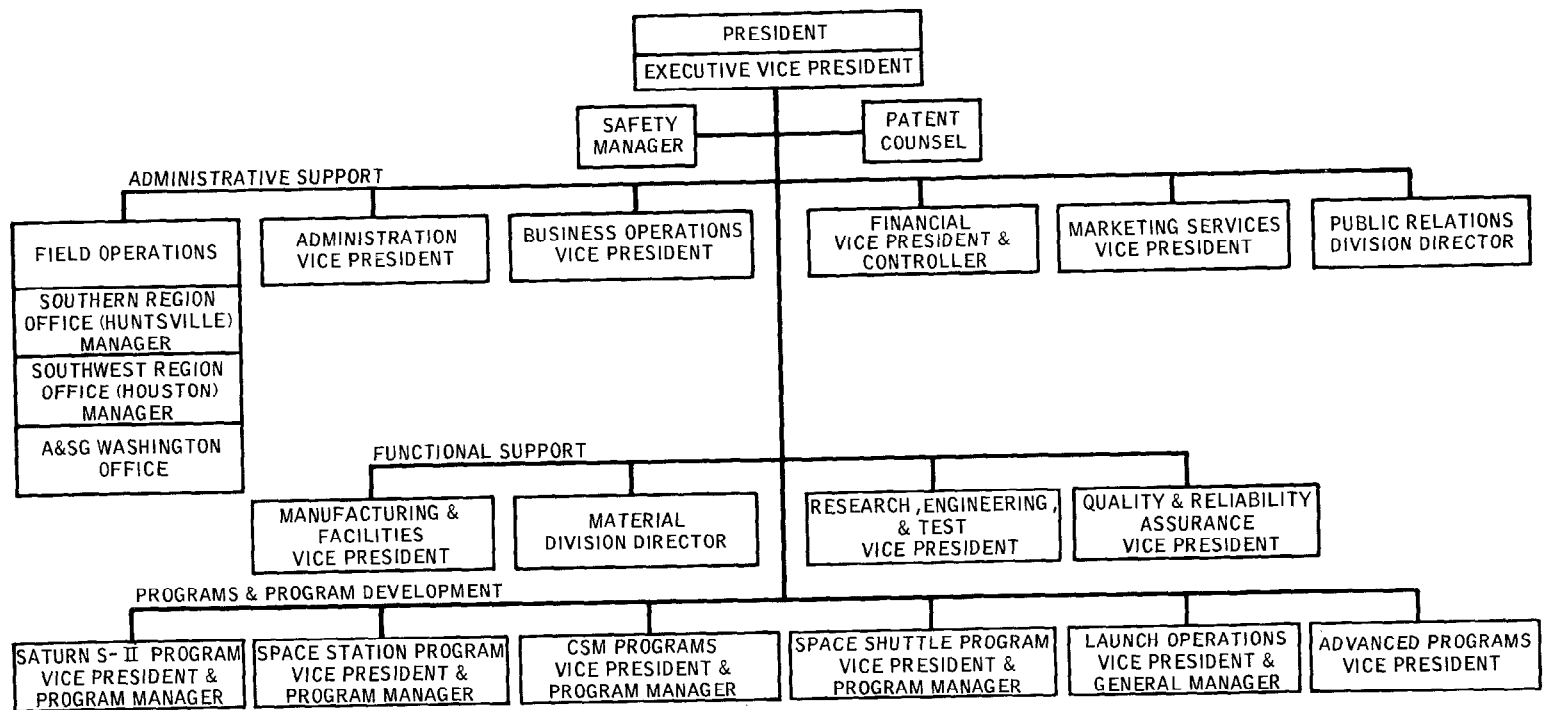 PRESIDENT
EXECUTIVE VICE PRESIDENT
SAFETY
MANAGER
PATENT
COUNSEL
ADMINISTRATIVE SUPPORT
FIELD OPERATIONS
SOUTHERN REGION
OFFICE (HUNTSVILLE)
MANAGER
SOUTHWEST REGION
OFFICE (HOUSTON)
MANAGER
A&SG WASHINGTON
OFFICE
ADMINISTRATION
VICE PRESIDENT
BUSINESS OPERATIONS
VICE PRESIDENT
FINANCIAL
VICE PRESIDENT &
CONTROLLER
MARKETING SERVICES
VICE PRESIDENT
PUBLIC RELATIONS
DIVISION DIRECTOR
FUNCTIONAL SUPPORT
MANUFACTURING &
FACILITIES
VICE PRESIDENT
MATERIAL
DIVISION DIRECTOR
RESEARCH, ENGINEERING,
& TEST
VICE PRESIDENT
QUALITY & RELIABILITY
ASSURANCE
VICE PRESIDENT
PROGRAMS & PROGRAM DEVELOPMENT
SATURN S-II PROGRAM
VICE PRESIDENT &
PROGRAM MANAGER
SPACE STATION PROGRAM
VICE PRESIDENT &
PROGRAM MANAGER
CSM PROGRAMS
VICE PRESIDENT &
PROGRAM MANAGER
SPACE SHUTTLE PROGRAM
VICE PRESIDENT &
PROGRAM MANAGER
LAUNCH OPERATIONS
VICE PRESIDENT &
GENERAL MANAGER
ADVANCED PROGRAMS
VICE PRESIDENT